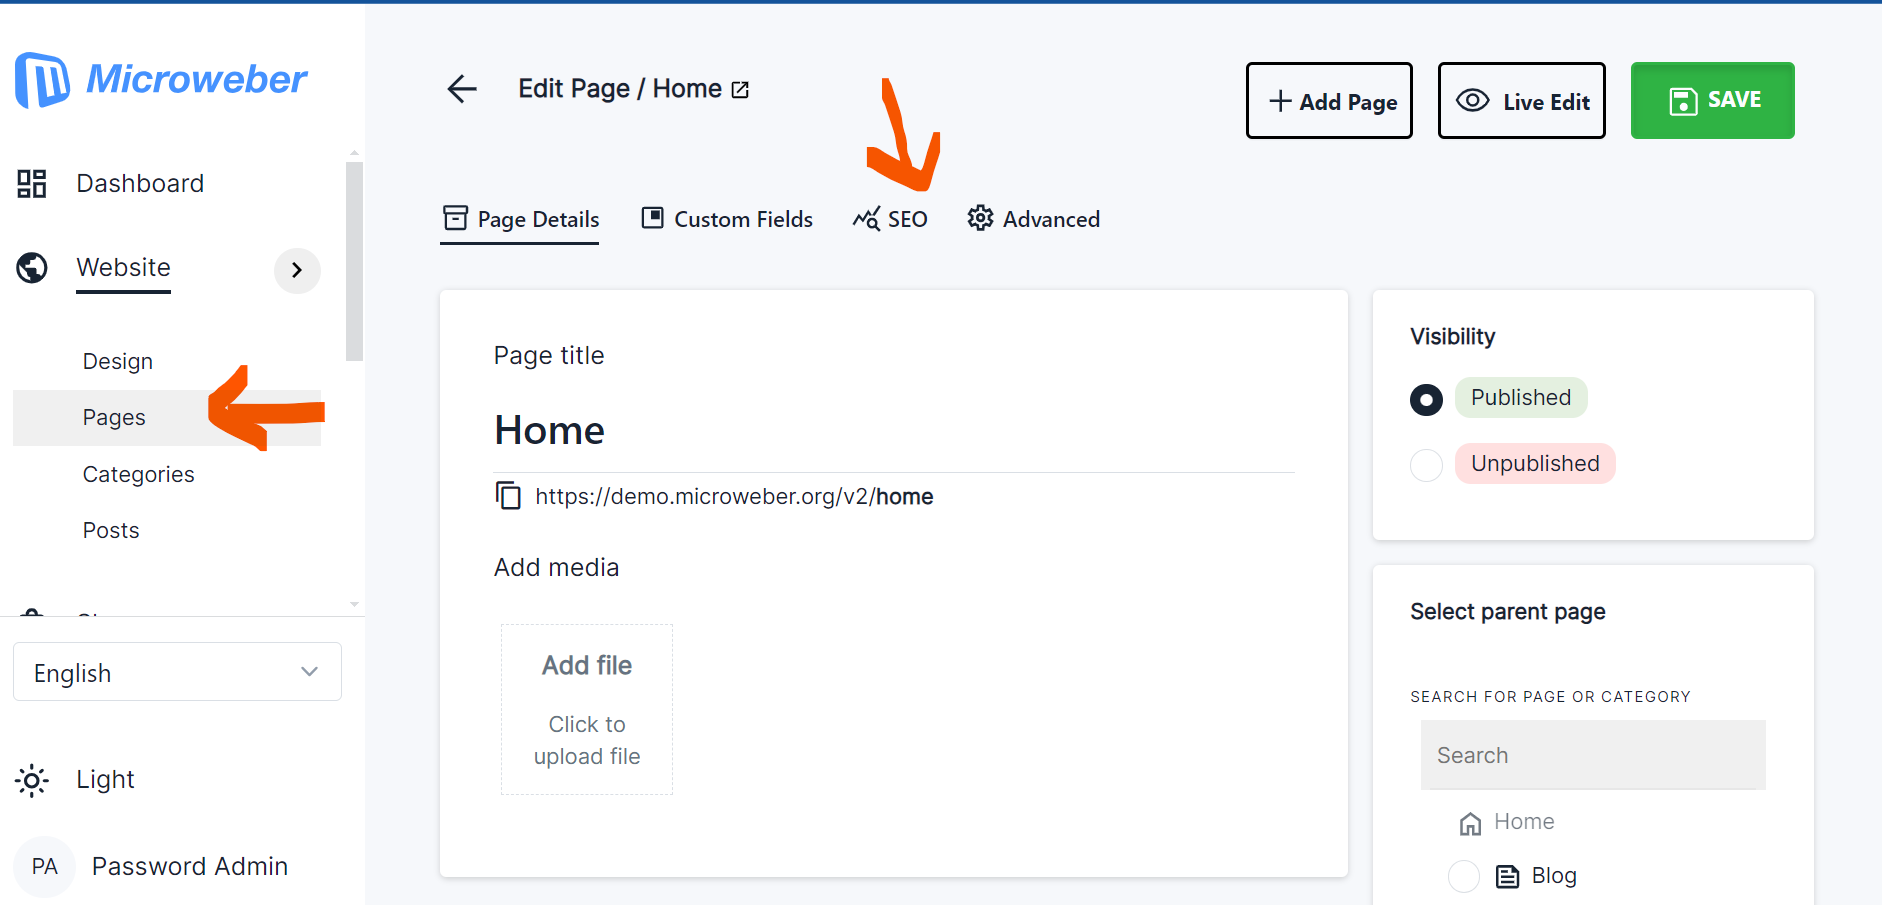 Microweber
Dashboard
Website
Design
Pages
Categories
Posts
English
Light
PA
Password Admin
Edit Page / Home
Add Page
Live Edit
SAVE
Page Details
Custom Fields
SEO
Advanced
Page title
Home
https://demo.microweber.org/v2/home
Add media
Add file
Click to
upload file
Visibility
Published
Unpublished
Select parent page
SEARCH FOR PAGE OR CATEGORY
Search
Home
Blog